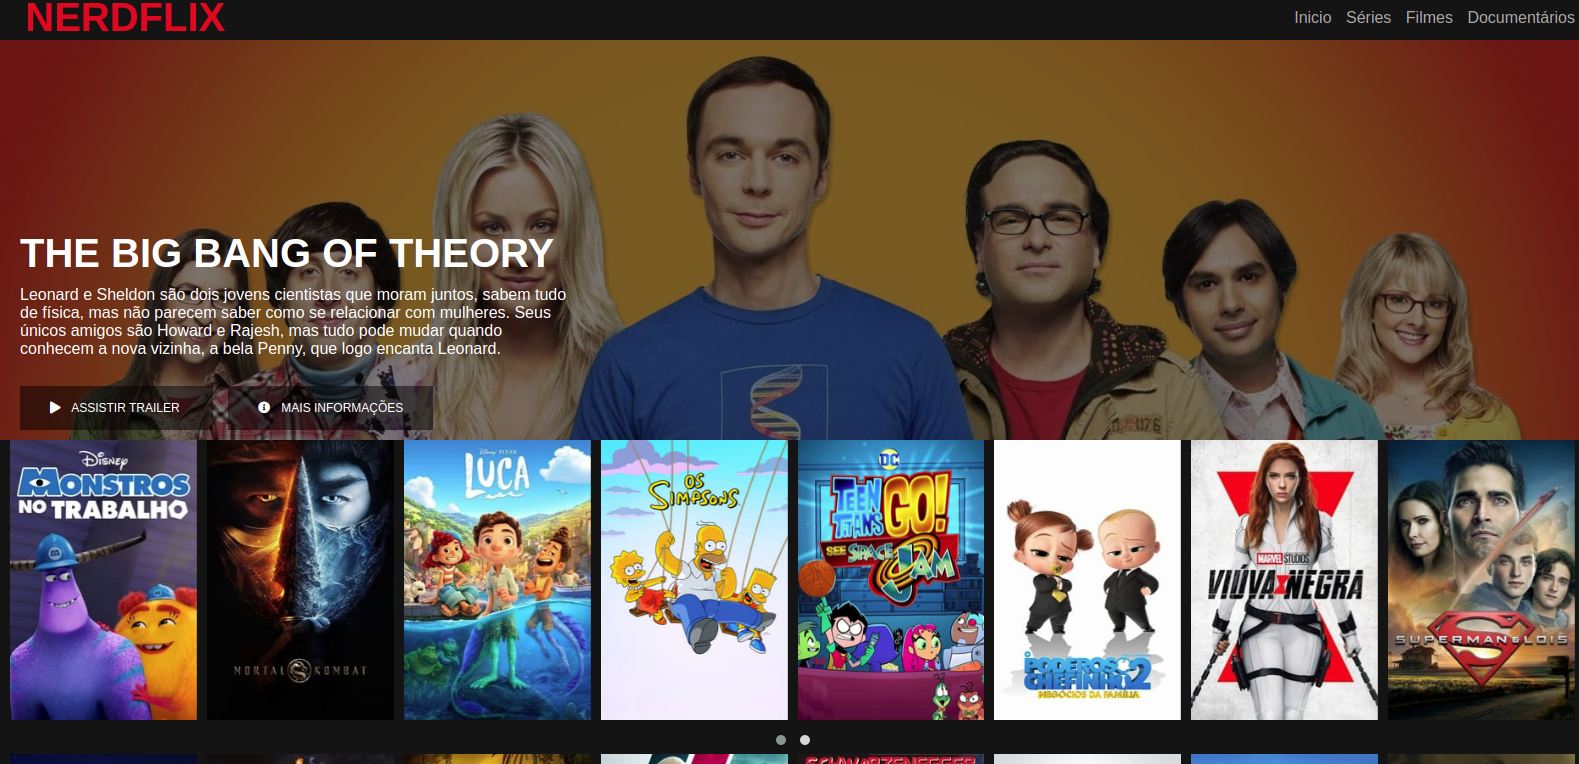 NERDFLIX
Inicio Séries Filmes Documentários
THE BIG BANG OF THEORY
Leonard e Sheldon são dois jovens cientistas que moram juntos, sabem tudo
de física, mas não parecem saber como se relacionar com mulheres. Seus
únicos amigos são Howard e Rajesh, mas tudo pode mudar quando
conhecem a nova vizinha, a bela Penny, que logo encanta Leonard.
ASSISTIR TRAILER
MAIS INFORMAÇÕES
DISNEY
MONSTROS
NO TRABALHO
MORTAL KOMBAT
Disney PIXAR
LUCA
OS
SIMPSONS
DC
TEEN
TITANS GO!
SEE SPACE
JAM
O
PODEROSO
CHEFINHO 2
NEGÓCIOS DA FAMÍLIA
MARVEL STUDIOS
VIÚVA NEGRA
SUPERMAN & LOIS
SCHWARZENEGGER